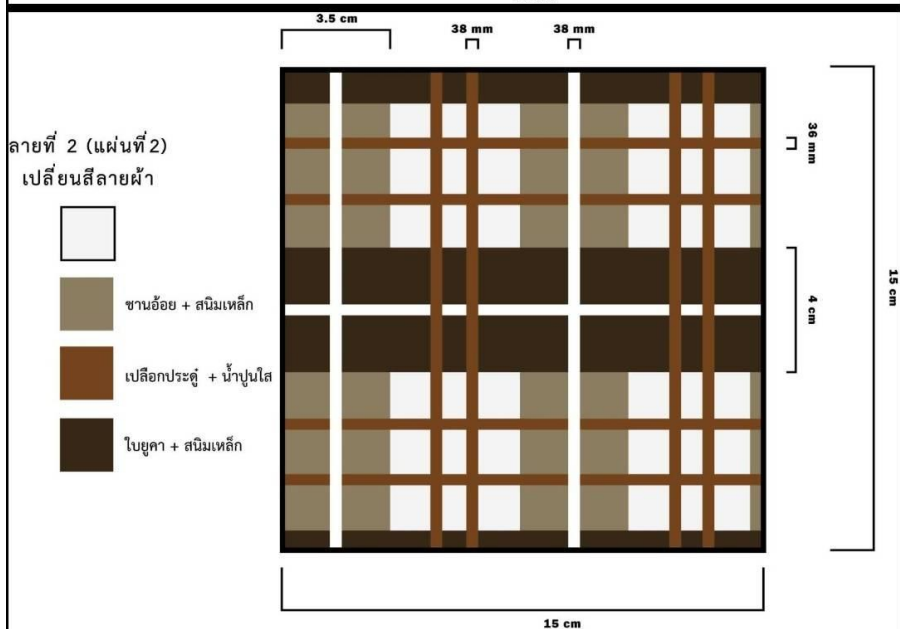 3.5 cm
38 mm
38 mm
ลายที่ 2 (แผ่นที่2)
เปลี่ยนสีลายผ้า
ชานอ้อย + สนิมเหล็ก
เปลือกประดู่ + น้ำปูนใส
ใบยูคา + สนิมเหล็ก
36 mm
4 cm
15 cm
15 cm